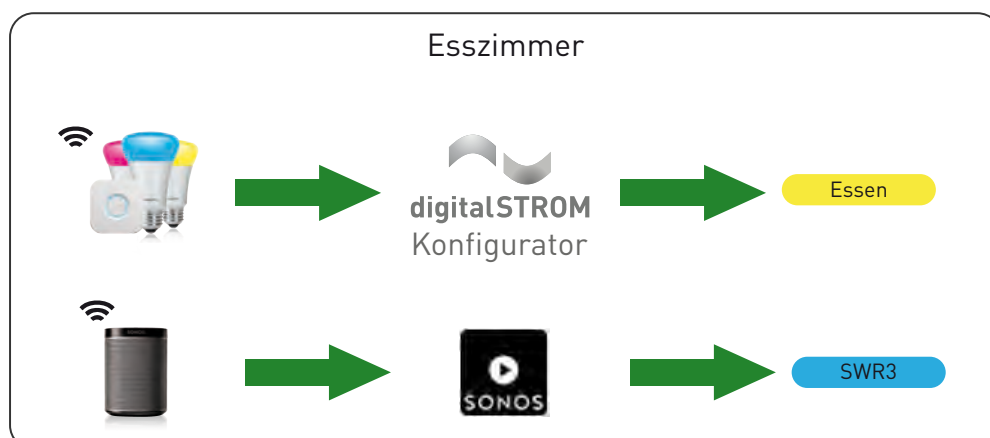 Esszimmer
digitalSTROM
Konfigurator
Essen
SONOS
SWR3